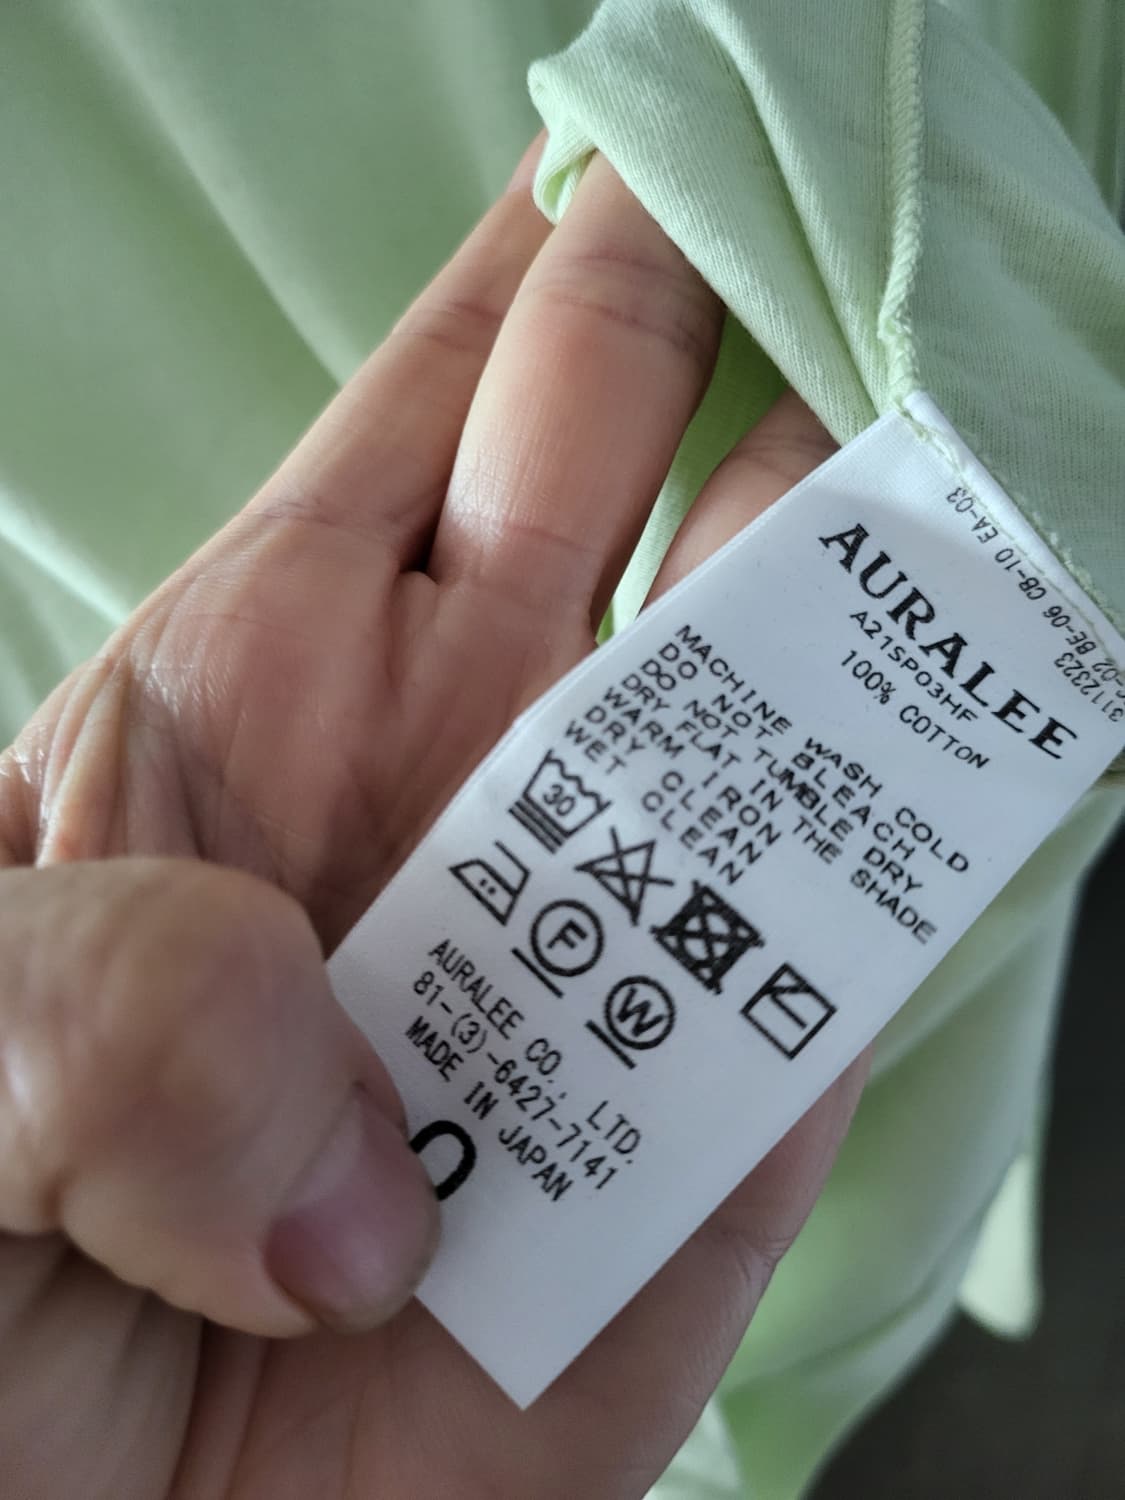 AURALEE
A21SP03HF
100% COTTON
MACHINE WASH COLD
DO NOT BLEACH
DO NOT TUMBLE DRY
DRY FLAT IN THE SHADE
WARM IRON
DRY CLEAN
WET CLEAN
30
F
W
AURALEE CO., LTD.
81-(3)-6427-7141
MADE IN JAPAN
3112323
-02 BE-06 CB-10 EA-03